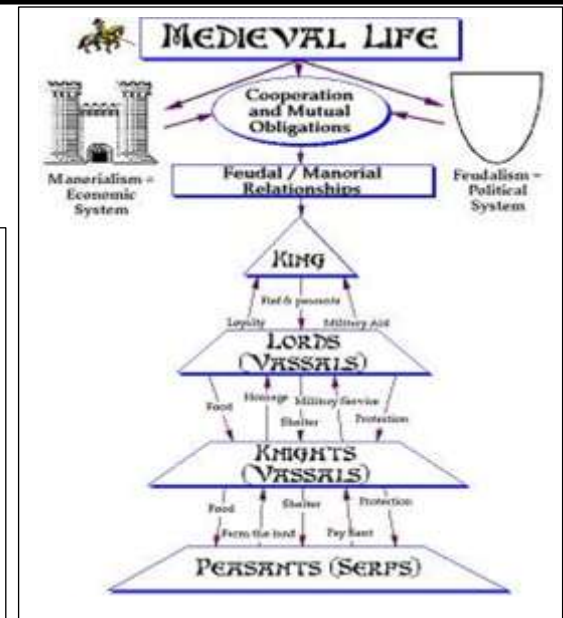 MEDIEVAL LIFE
Cooperation
and Mutual
Obligations
Manorialism =
Economic
System
Feudalism =
Political
System
Feudal / Manorial
Relationships
KING
Fief & peasants
Loyalty
Military Aid
LORDS
(VASSALS)
Food
Homage
Shelter
Military Service
Protection
KNIGHTS
(VASSALS)
Food
Farm the land
Shelter
Pay Rent
Protection
PEASANTS (SERFS)